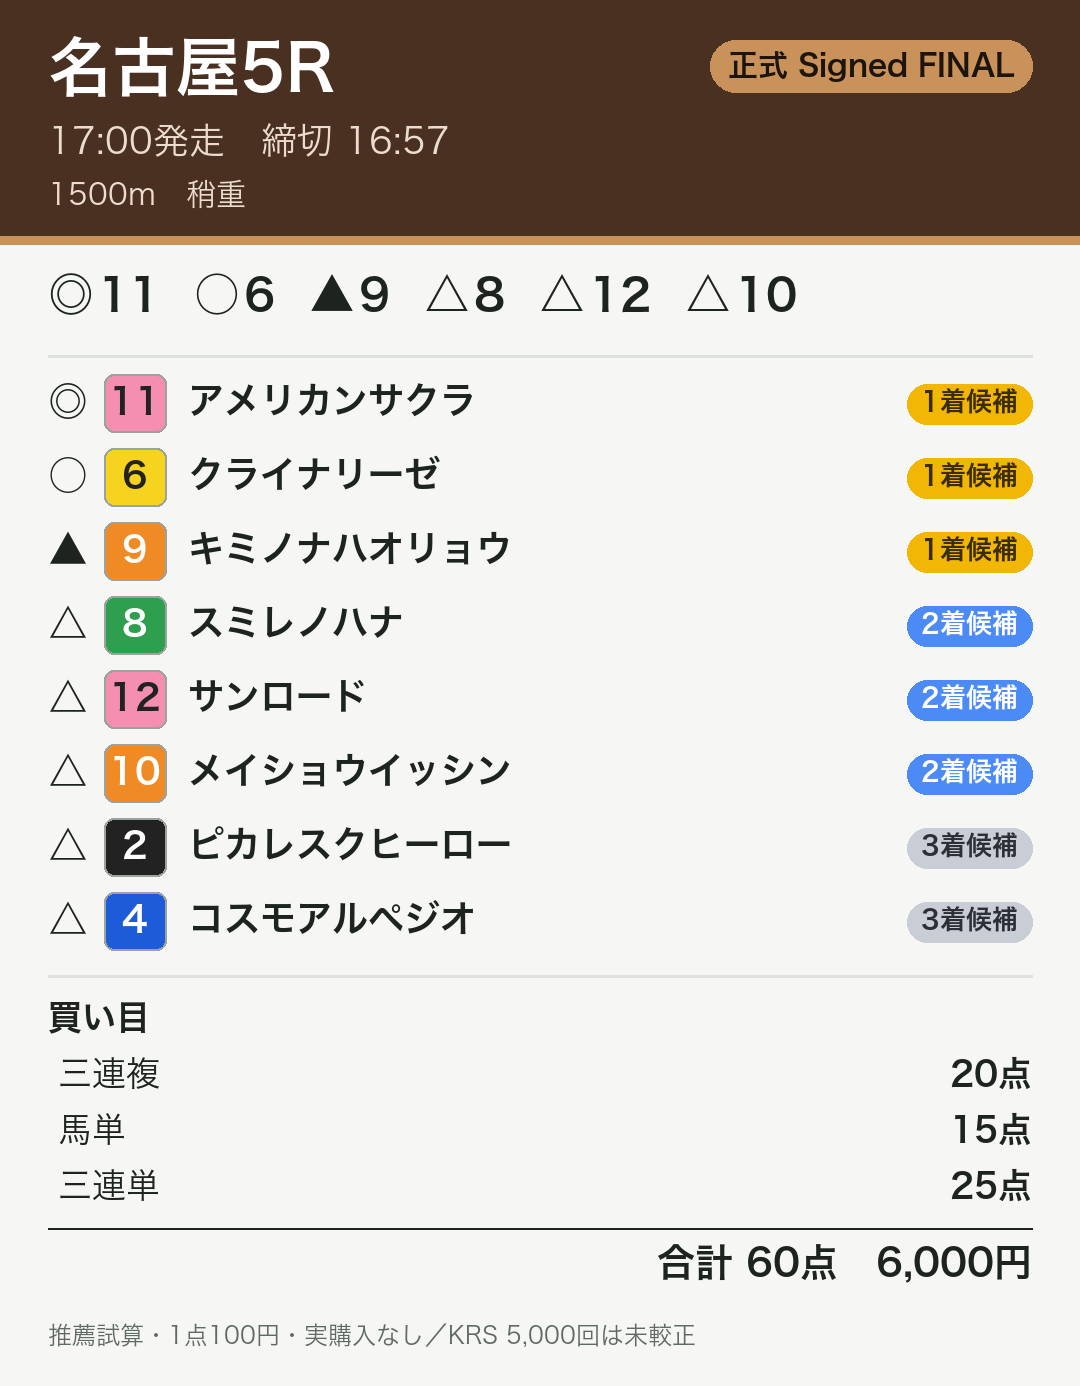 名古屋5R
正式 Signed FINAL
17:00発走　締切 16:57
1500m　稍重
◎11 ○6 ▲9 △8 △12 △10
◎ 11 アメリカンサクラ 1着候補
○ 6 クライナリーゼ 1着候補
▲ 9 キミノナハオリョウ 1着候補
△ 8 スミレノハナ 2着候補
△ 12 サンロード 2着候補
△ 10 メイショウイッシン 2着候補
△ 2 ピカレスクヒーロー 3着候補
△ 4 コスモアルペジオ 3着候補
買い目
三連複 20点
馬単 15点
三連単 25点
合計 60点　6,000円
推薦試算・1点100円・実購入なし／KRS 5,000回は未較正